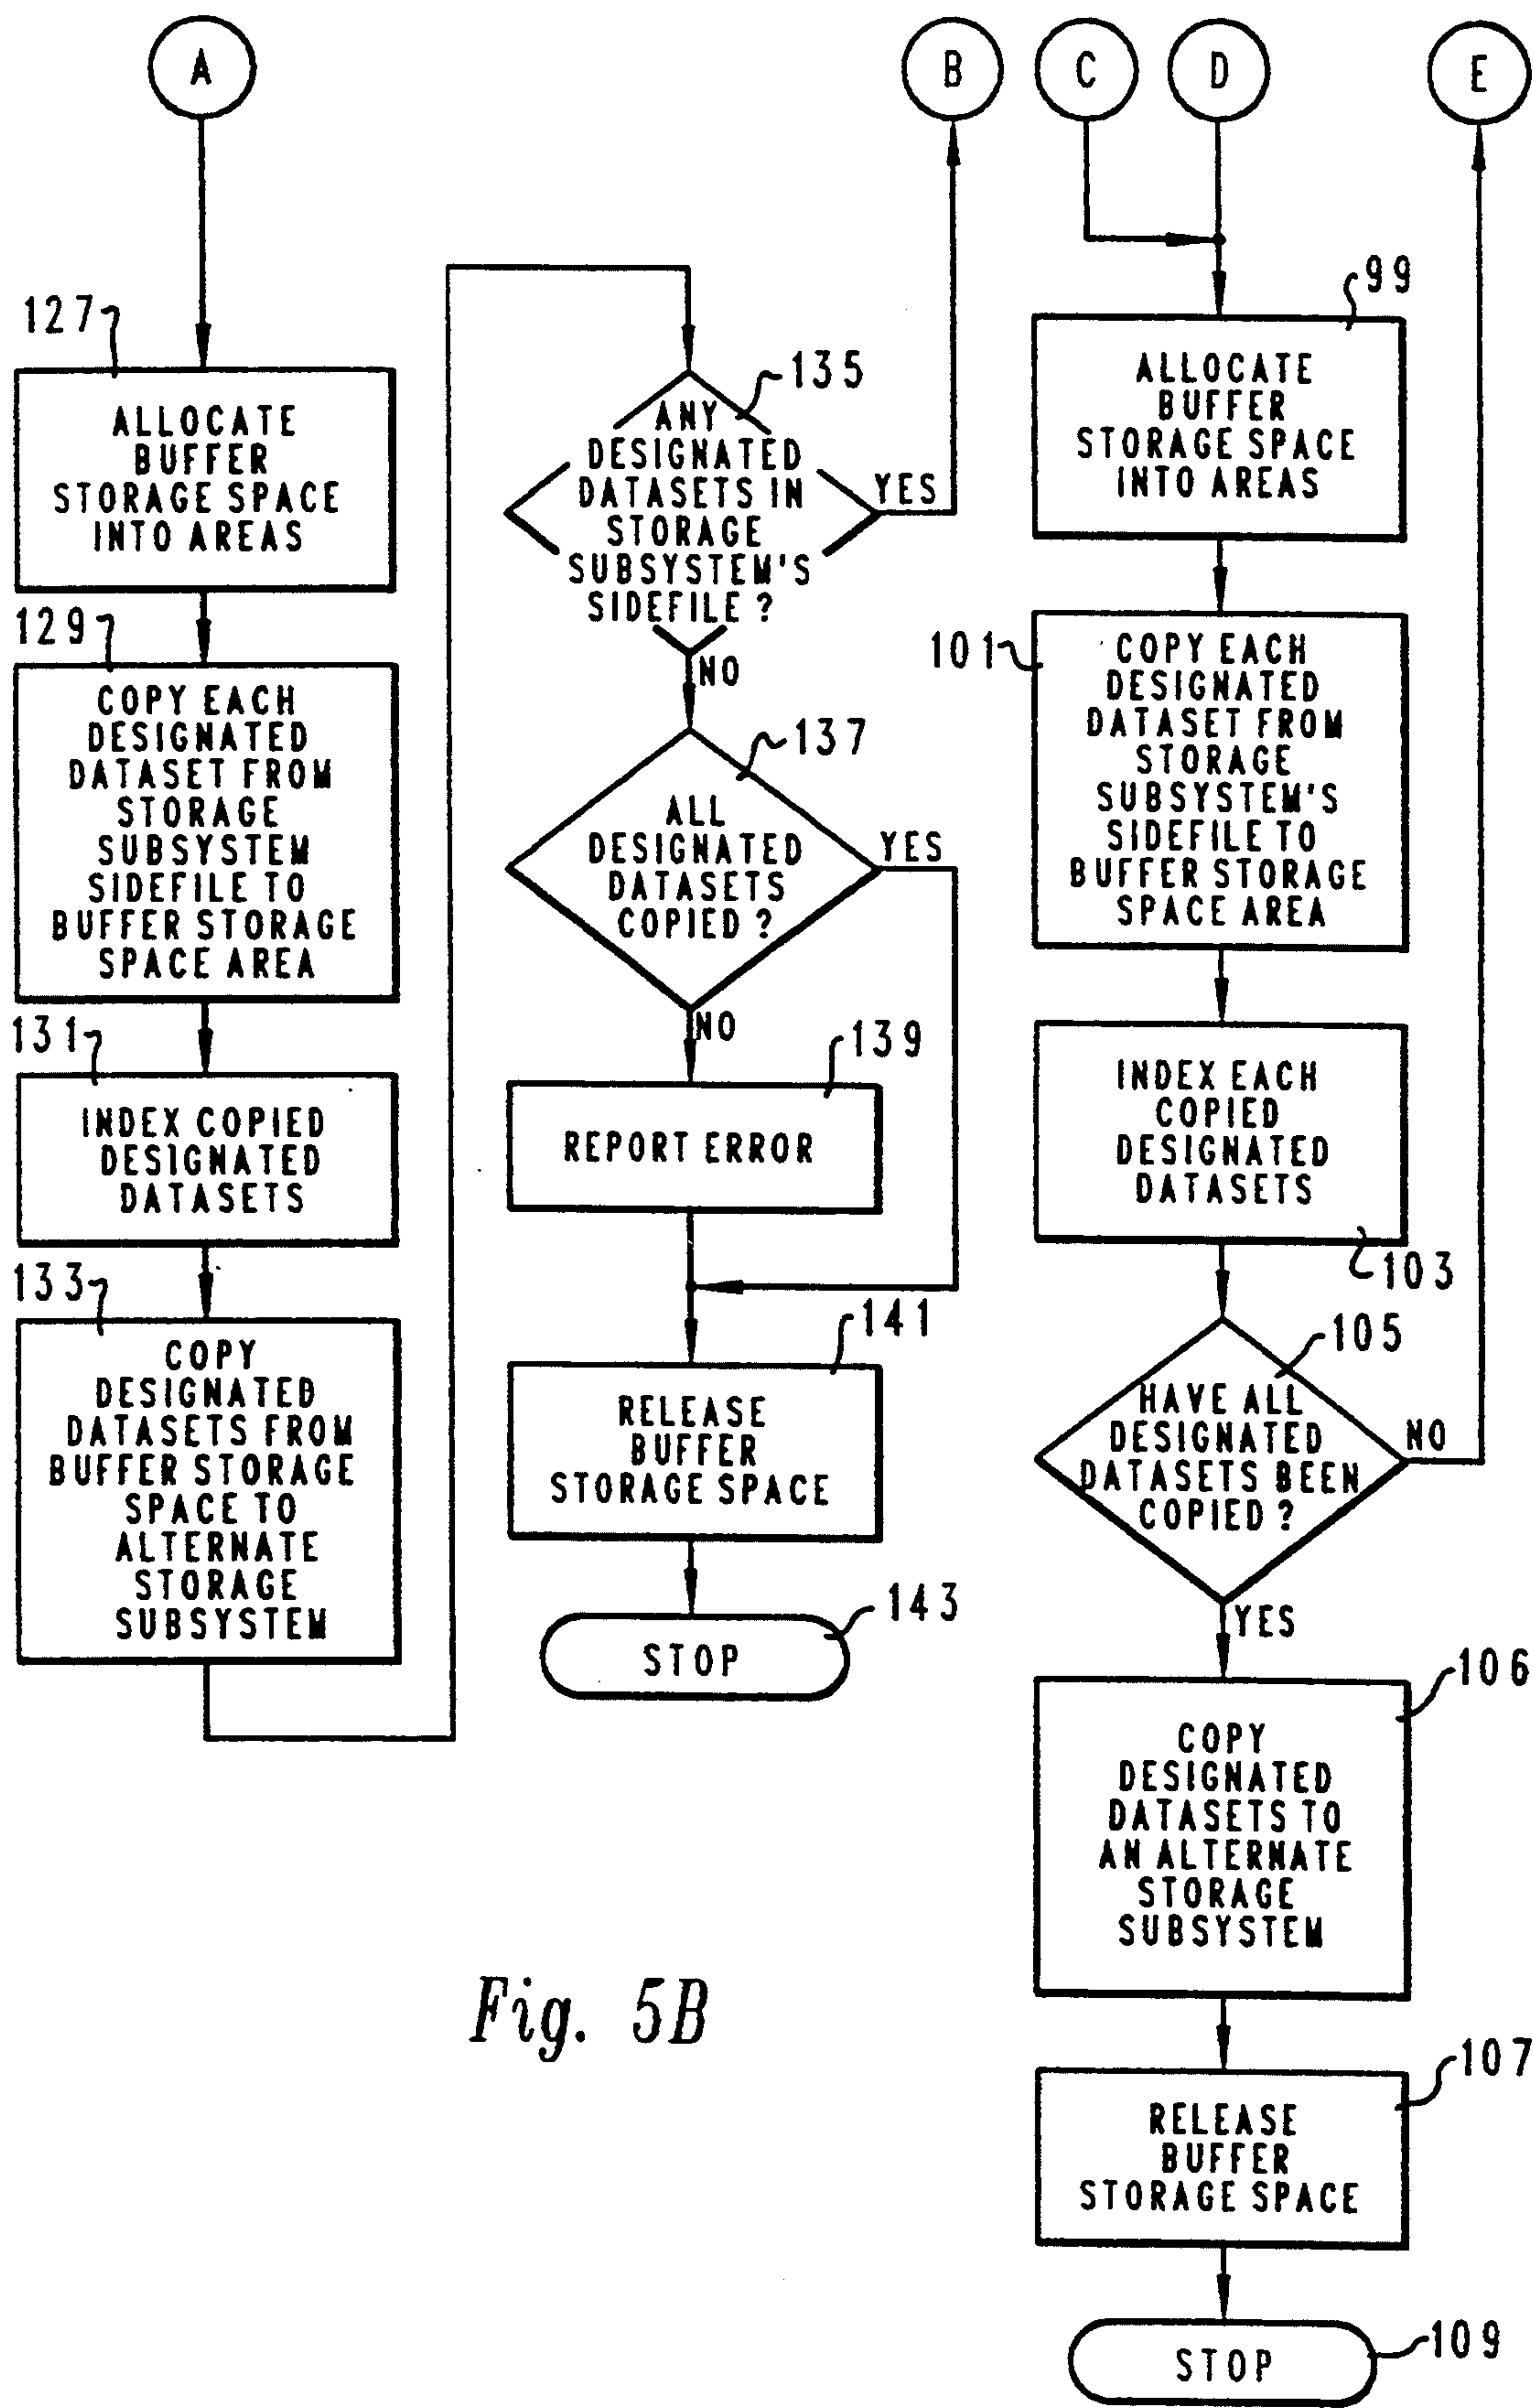 A
B
C
D
E
127
ALLOCATE
BUFFER
STORAGE SPACE
INTO AREAS
129
COPY EACH
DESIGNATED
DATASET FROM
STORAGE
SUBSYSTEM
SIDEFILE TO
BUFFER STORAGE
SPACE AREA
131
INDEX COPIED
DESIGNATED
DATASETS
133
COPY
DESIGNATED
DATASETS FROM
BUFFER STORAGE
SPACE TO
ALTERNATE
STORAGE
SUBSYSTEM
135
ANY
DESIGNATED
DATASETS IN
STORAGE
SUBSYSTEM'S
SIDEFILE ?
YES
NO
137
ALL
DESIGNATED
DATASETS
COPIED ?
YES
NO
139
REPORT ERROR
141
RELEASE
BUFFER
STORAGE SPACE
143
STOP
99
ALLOCATE
BUFFER
STORAGE SPACE
INTO AREAS
101
COPY EACH
DESIGNATED
DATASET FROM
STORAGE
SUBSYSTEM'S
SIDEFILE TO
BUFFER STORAGE
SPACE AREA
INDEX EACH
COPIED
DESIGNATED
DATASETS
103
105
HAVE ALL
DESIGNATED
DATASETS BEEN
COPIED ?
NO
YES
106
COPY
DESIGNATED
DATASETS TO
AN ALTERNATE
STORAGE
SUBSYSTEM
107
RELEASE
BUFFER
STORAGE SPACE
109
STOP
Fig. 5B